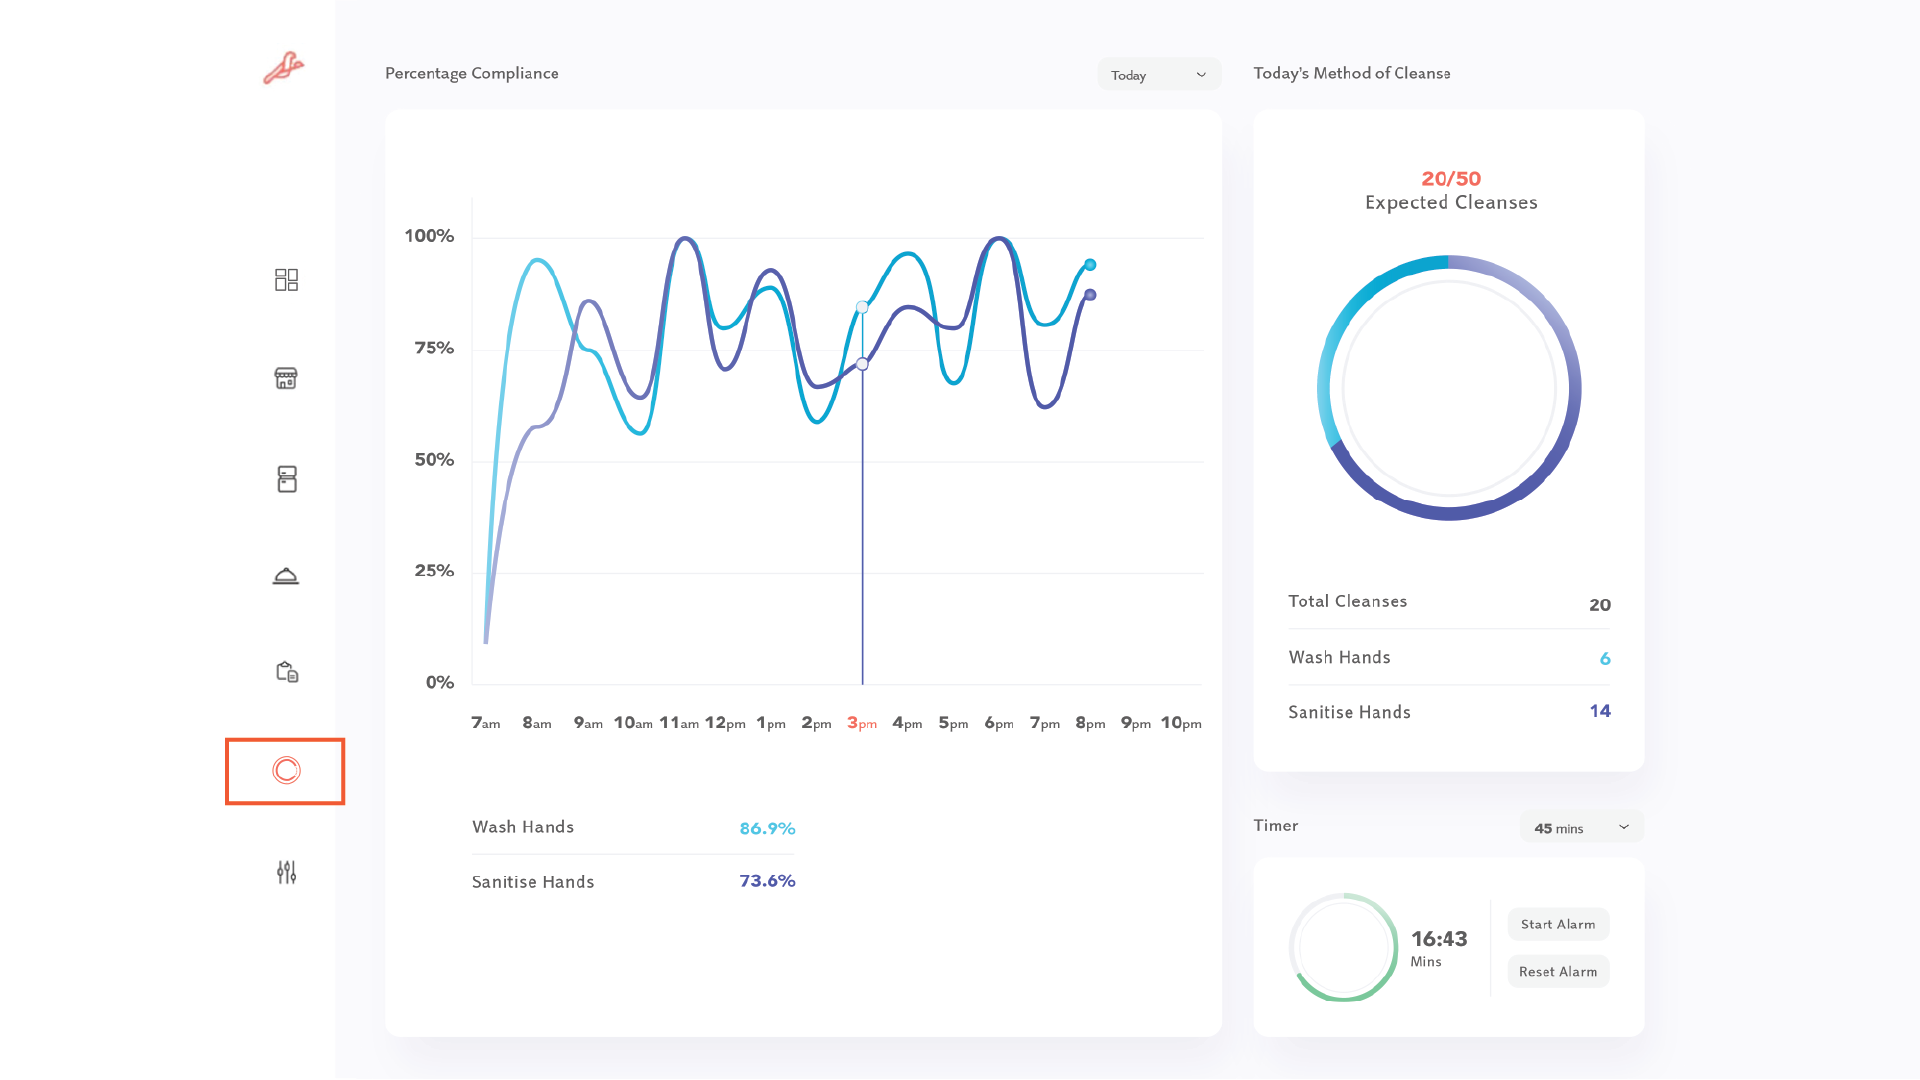 Percentage Compliance
Today
100%
75%
50%
25%
0%
7am 8am 9am 10am 11am 12pm 1pm 2pm 3pm 4pm 5pm 6pm 7pm 8pm 9pm 10pm
Wash Hands 86.9%
Sanitise Hands 73.6%
Today's Method of Cleanse
20/50
Expected Cleanses
Total Cleanses 20
Wash Hands 6
Sanitise Hands 14
Timer
45 mins
16:43
Mins
Start Alarm
Reset Alarm